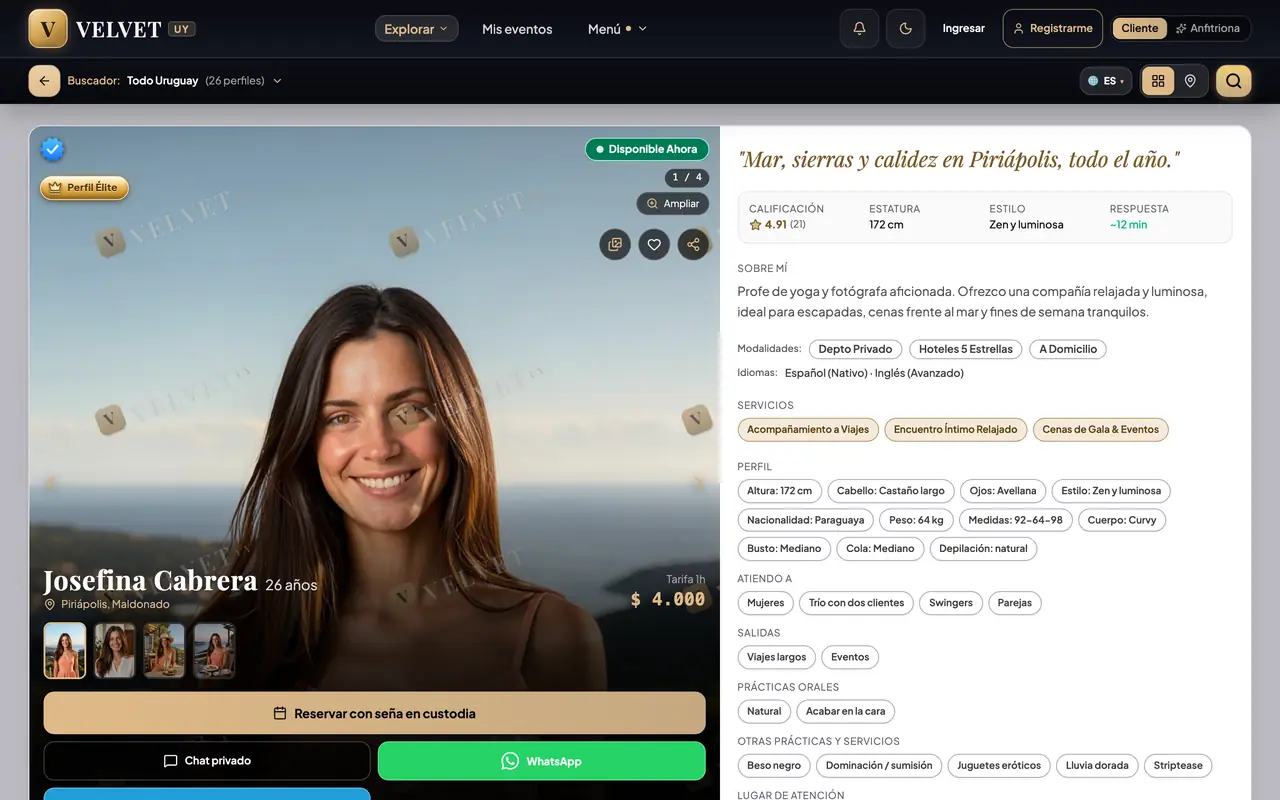 V VELVET UY
Explorar
Mis eventos
Menú
Ingresar
Registrarme
Cliente
Anfitriona
Buscador: Todo Uruguay (26 perfiles)
ES
Disponible Ahora
1 / 4
Perfil Élite
Ampliar
V VELVET
V VELVET
V VELVET
V VELVET
V
VELVET
V VELVET
Josefina Cabrera 26 años
Piriápolis, Maldonado
Tarifa 1h
$ 4.000
Reservar con seña en custodia
Chat privado
WhatsApp
"Mar, sierras y calidez en Piriápolis, todo el año."
CALIFICACIÓN ESTATURA ESTILO RESPUESTA
4.91 (21) 172 cm Zen y luminosa ~12 min
SOBRE MÍ
Profe de yoga y fotógrafa aficionada. Ofrezco una compañía relajada y luminosa,
ideal para escapadas, cenas frente al mar y fines de semana tranquilos.
Modalidades: Depto Privado Hoteles 5 Estrellas A Domicilio
Idiomas: Español (Nativo) · Inglés (Avanzado)
SERVICIOS
Acompañamiento a Viajes Encuentro Íntimo Relajado Cenas de Gala & Eventos
PERFIL
Altura: 172 cm Cabello: Castaño largo Ojos: Avellana Estilo: Zen y luminosa
Nacionalidad: Paraguaya Peso: 64 kg Medidas: 92-64-98 Cuerpo: Curvy
Busto: Mediano Cola: Mediano Depilación: natural
ATIENDO A
Mujeres Trío con dos clientes Swingers Parejas
SALIDAS
Viajes largos Eventos
PRÁCTICAS ORALES
Natural Acabar en la cara
OTRAS PRÁCTICAS Y SERVICIOS
Beso negro Dominación / sumisión Juguetes eróticos Lluvia dorada Striptease
LUGAR DE ATENCIÓN